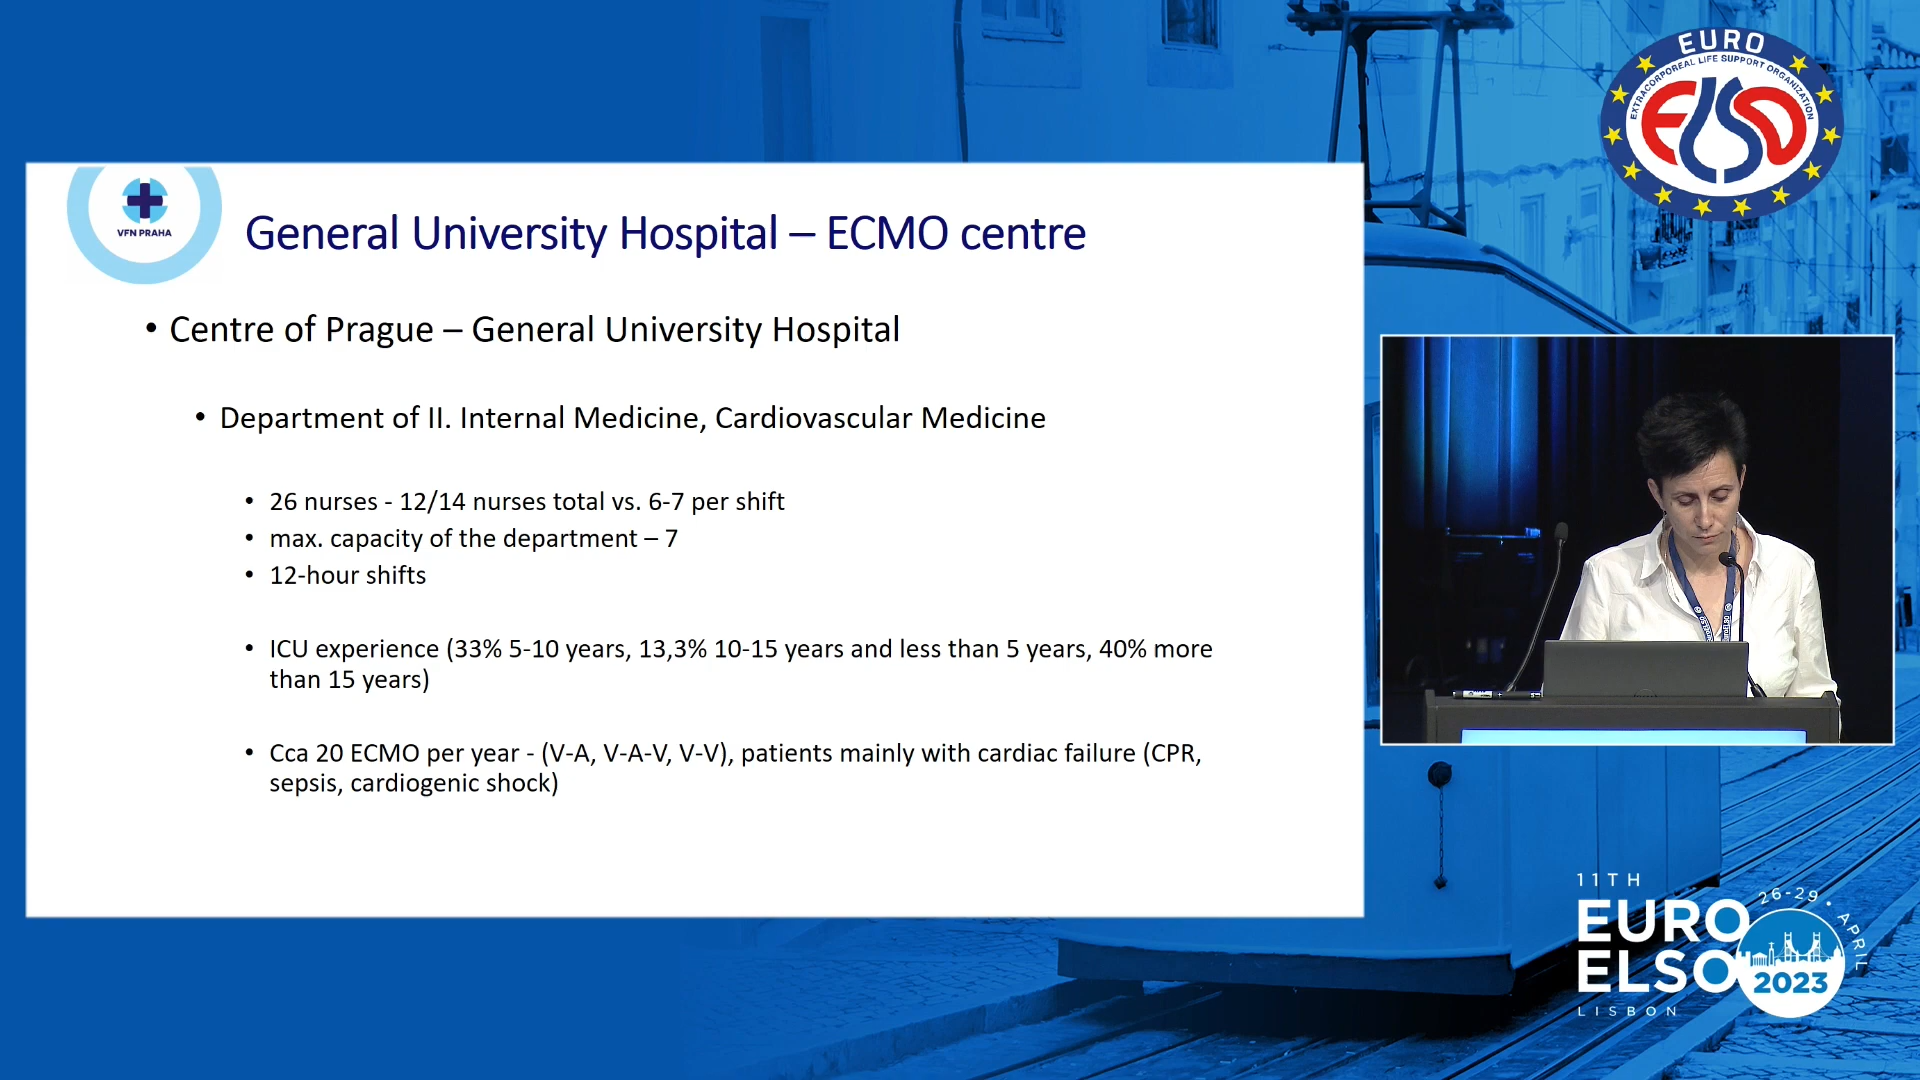 EURO
EXTRACORPOREAL LIFE SUPPORT ORGANIZATION
ELSO
VFN PRAHA
General University Hospital – ECMO centre
• Centre of Prague – General University Hospital
• Department of II. Internal Medicine, Cardiovascular Medicine
• 26 nurses - 12/14 nurses total vs. 6-7 per shift
• max. capacity of the department – 7
• 12-hour shifts
• ICU experience (33% 5-10 years, 13,3% 10-15 years and less than 5 years, 40% more
than 15 years)
• Cca 20 ECMO per year - (V-A, V-A-V, V-V), patients mainly with cardiac failure (CPR,
sepsis, cardiogenic shock)
11TH
EURO
ELSO
LISBON
26-29 • APRIL
2023